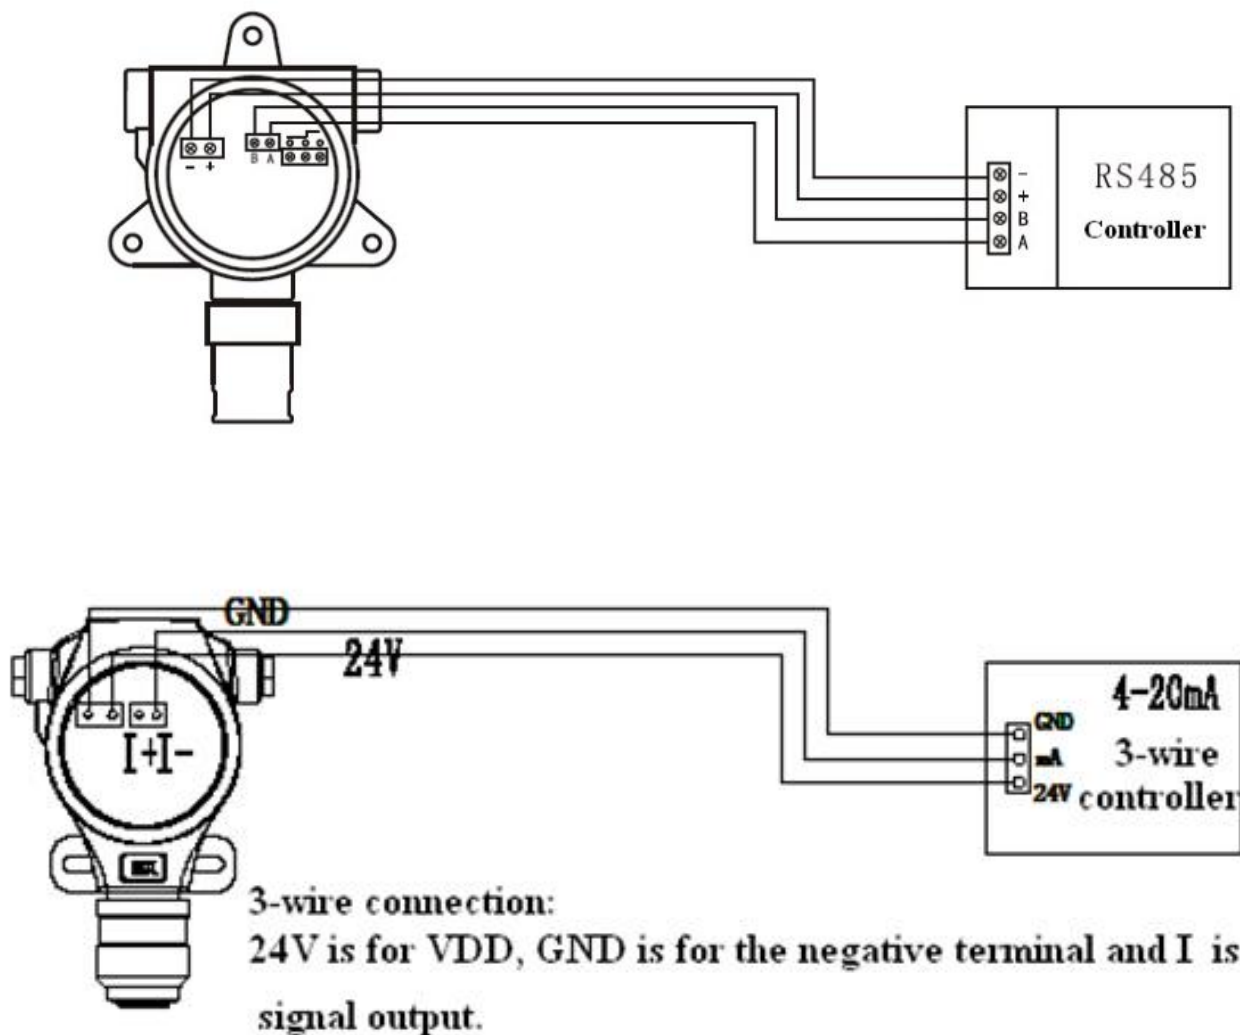 - +
B A
-
+
B
A
RS485
Controller
GND
24V
I+I-
GND
mA
24V
4-20mA
3-wire
controller
3-wire connection:
24V is for VDD, GND is for the negative terminal and I is
signal output.